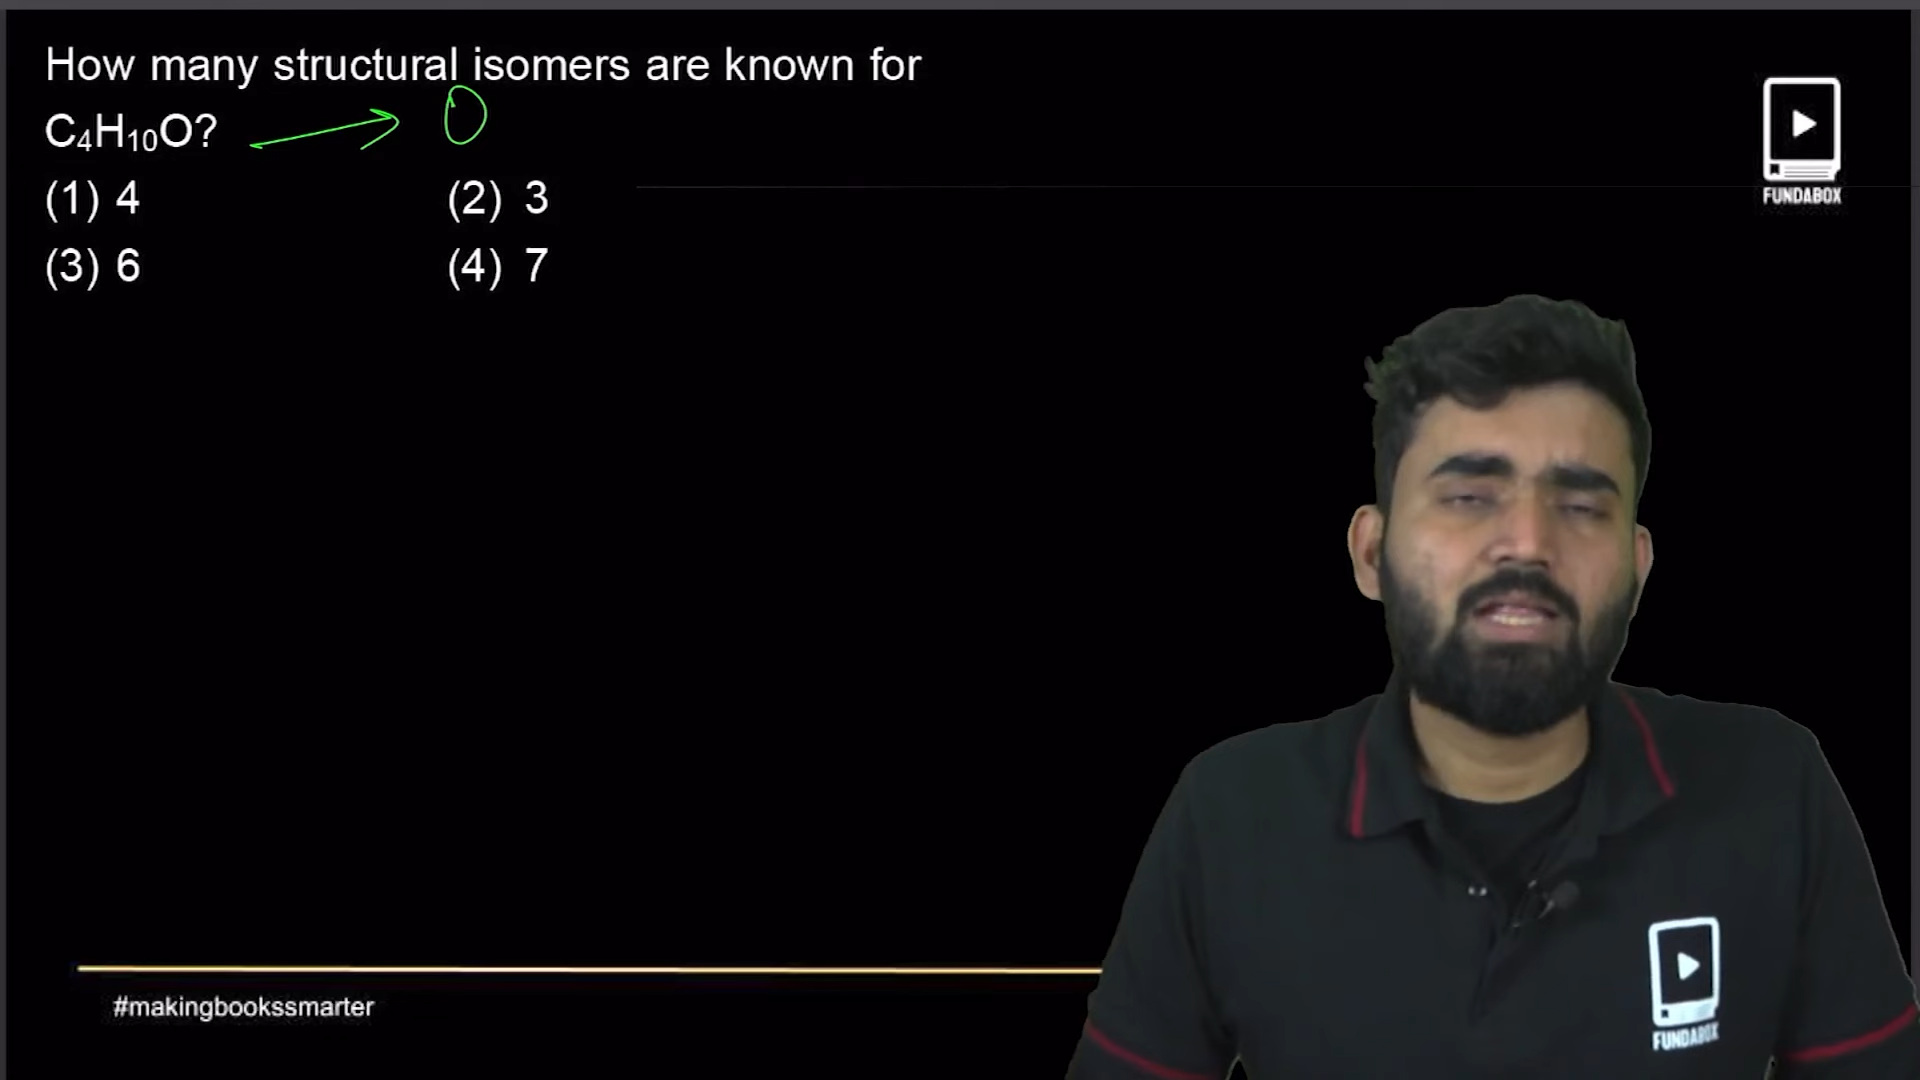 How many structural isomers are known for
C₄H₁₀O? → 0
(1) 4 (2) 3
(3) 6 (4) 7
FUNDABOX
FUNDABOX
#makingbookssmarter